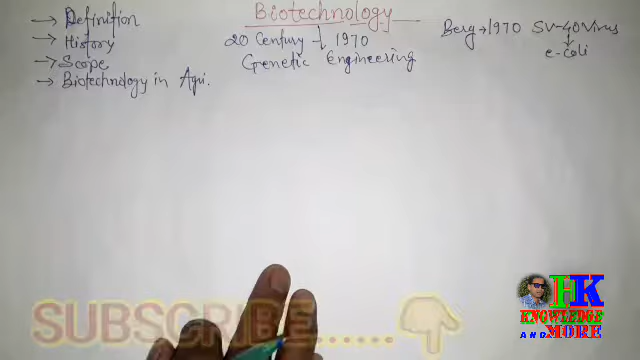 Biotechnology
→ Definition
→ History
→ Scope
→ Biotechnology in Agri.
20 Century → 1970
Genetic Engineering
Berg → 1970 SV-40 Virus
e-Coli
SUBSCRIBE.......
HK
KNOWLEDGE
AND MORE